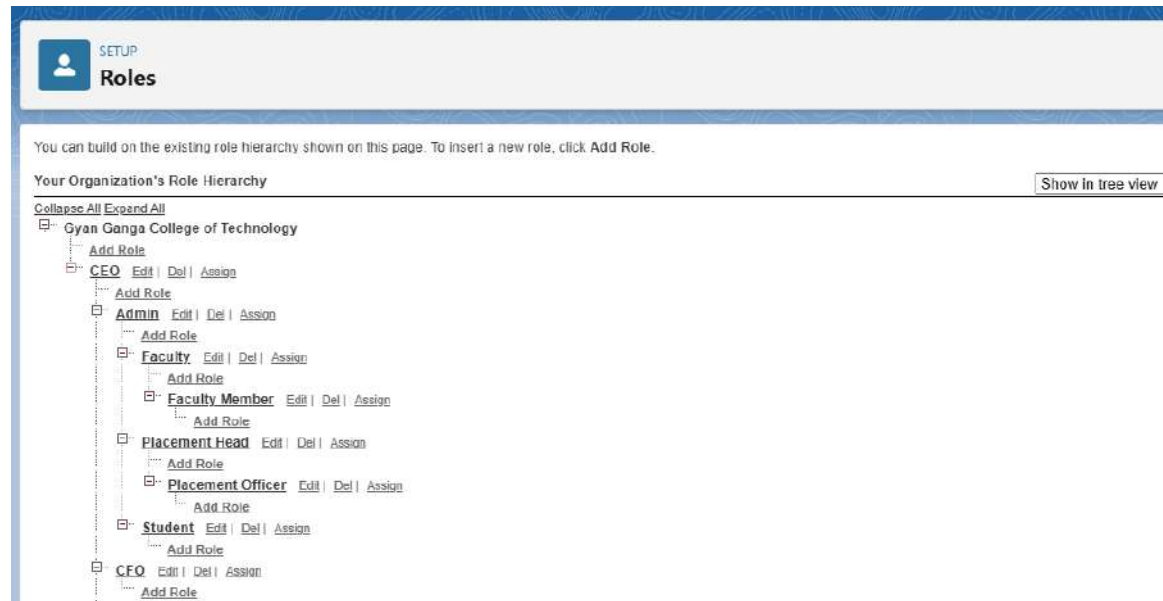 SETUP
Roles
You can build on the existing role hierarchy shown on this page. To insert a new role, click Add Role.
Your Organization's Role Hierarchy
Show in tree view
Collapse All Expand All
Gyan Ganga College of Technology
Add Role
CEO Edit | Del | Assign
Add Role
Admin Edit | Del | Assign
Add Role
Faculty Edit | Del | Assign
Add Role
Faculty Member Edit | Del | Assign
Add Role
Placement Head Edit | Del | Assign
Add Role
Placement Officer Edit | Del | Assign
Add Role
Student Edit | Del | Assign
Add Role
CFO Edit | Del | Assign
Add Role